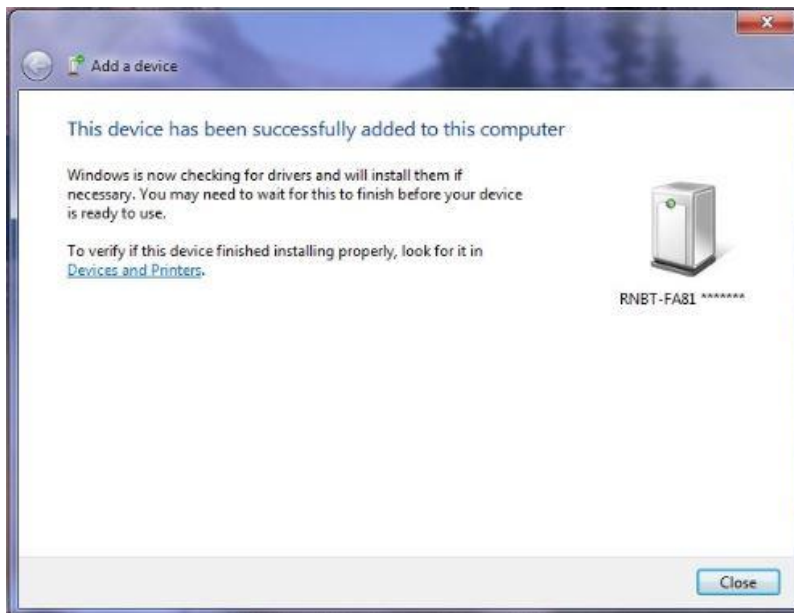 Add a device
This device has been successfully added to this computer
Windows is now checking for drivers and will install them if
necessary. You may need to wait for this to finish before your device
is ready to use.
To verify if this device finished installing properly, look for it in
Devices and Printers.
RNBT-FA81 *******
Close